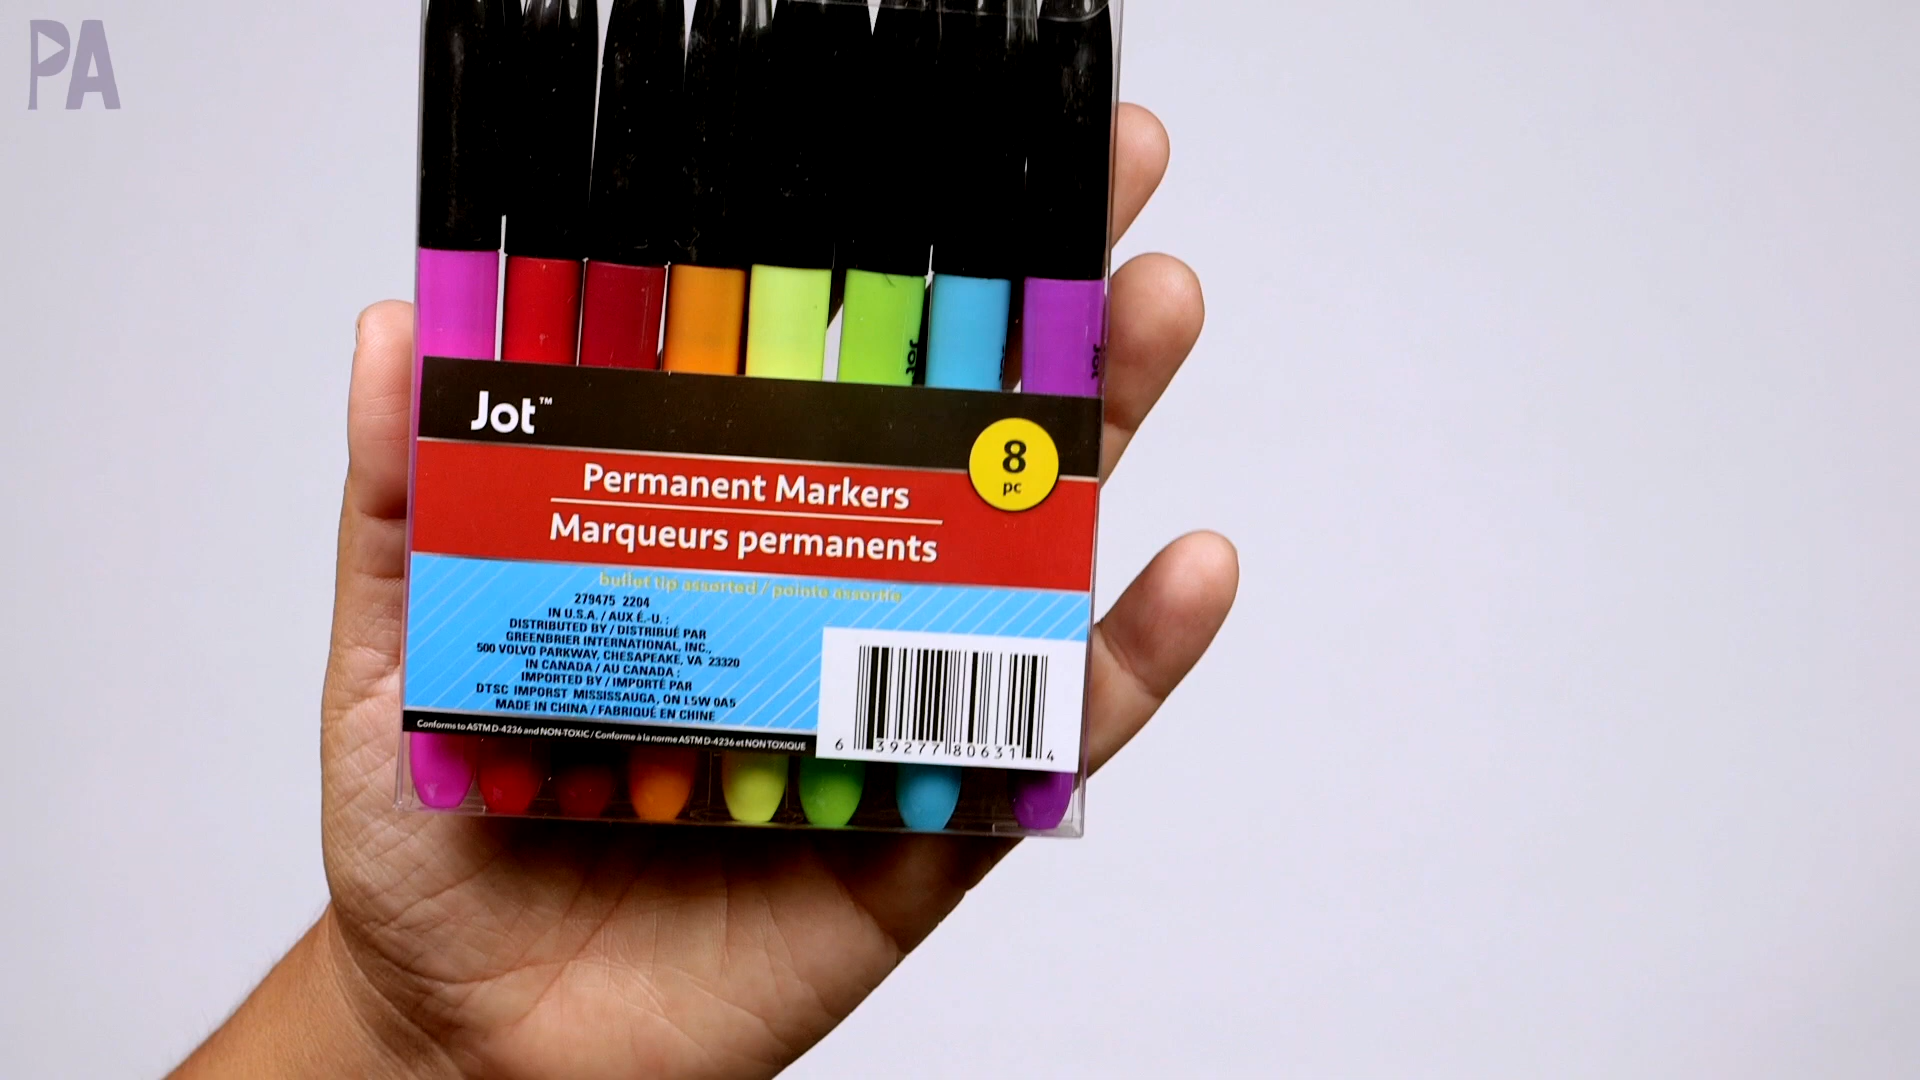 PA
Jot™
8
pc
Permanent Markers
Marqueurs permanents
bullet tip assorted / pointe assortie
279475 2204
IN U.S.A. / AUX É.-U. :
DISTRIBUTED BY / DISTRIBUÉ PAR
GREENBRIER INTERNATIONAL, INC.,
500 VOLVO PARKWAY, CHESAPEAKE, VA 23320
IN CANADA / AU CANADA :
IMPORTED BY / IMPORTÉ PAR
DTSC IMPORST MISSISSAUGA, ON L5W 0A5
MADE IN CHINA / FABRIQUÉ EN CHINE
Conforms to ASTM D-4236 and NON-TOXIC / Conforme à la norme ASTM D-4236 et NON TOXIQUE
6 39277 80631 4
Jot
Jot